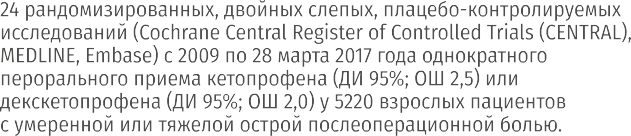 24 рандомизированных, двойных слепых, плацебо-контролируемых
исследований (Cochrane Central Register of Controlled Trials (CENTRAL),
MEDLINE, Embase) с 2009 по 28 марта 2017 года однократного
перорального приема кетопрофена (ДИ 95%; ОШ 2,5) или
декскетопрофена (ДИ 95%; ОШ 2,0) у 5220 взрослых пациентов
с умеренной или тяжелой острой послеоперационной болью.